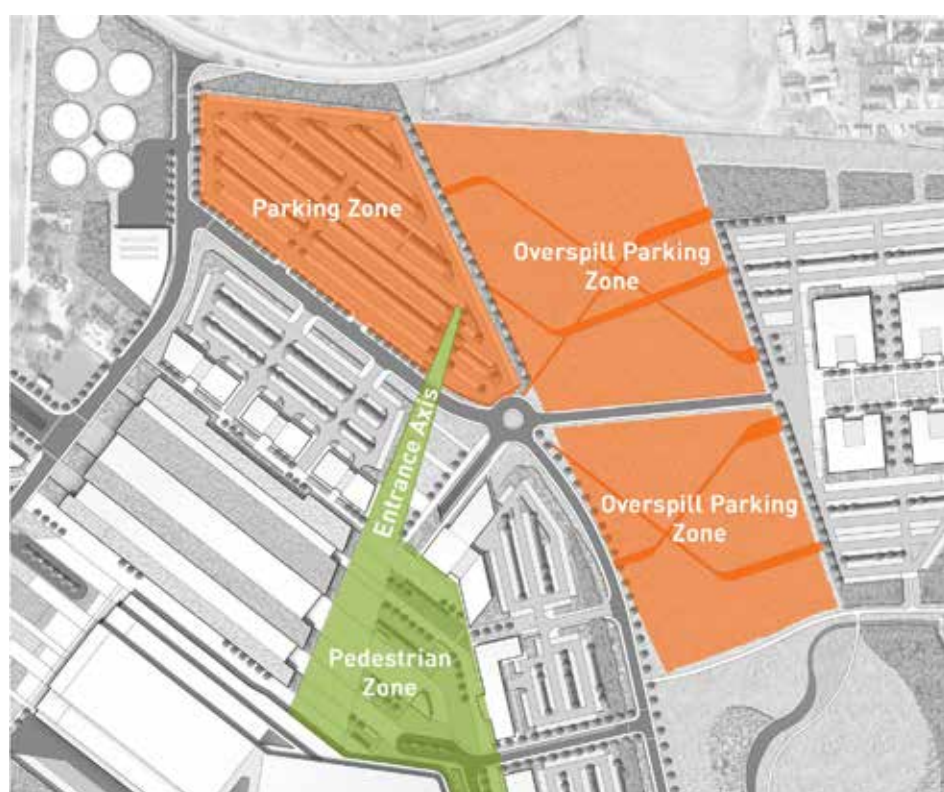 Parking Zone
Overspill Parking
Zone
Entrance Axis
Overspill Parking
Zone
Pedestrian
Zone